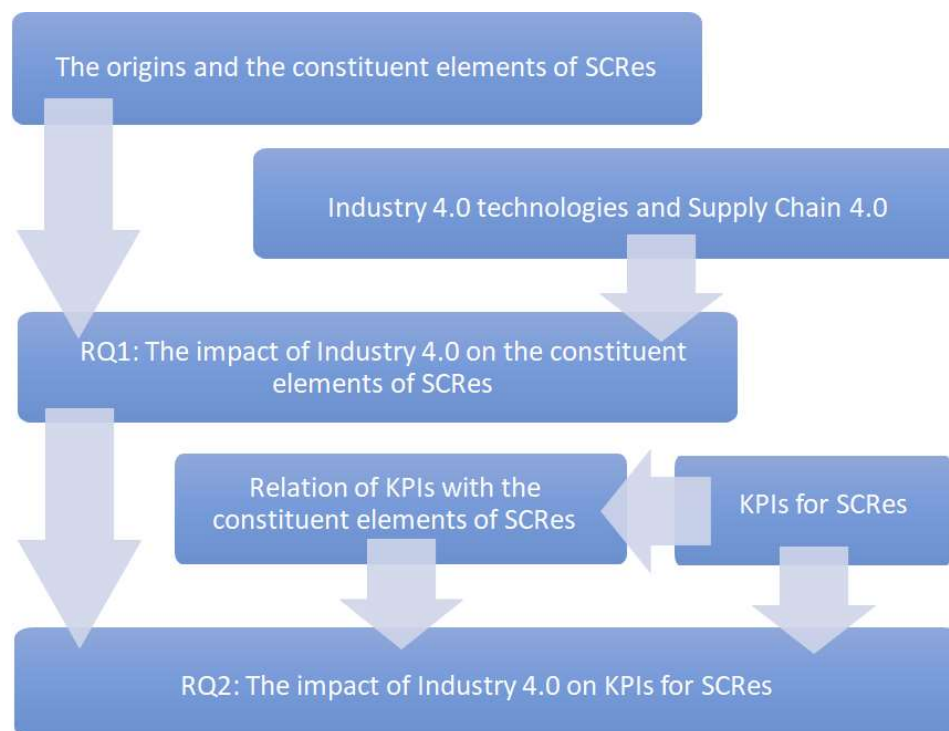 The origins and the constituent elements of SCRes
Industry 4.0 technologies and Supply Chain 4.0
RQ1: The impact of Industry 4.0 on the constituent
elements of SCRes
Relation of KPIs with the
constituent elements of SCRes
KPIs for SCRes
RQ2: The impact of Industry 4.0 on KPIs for SCRes